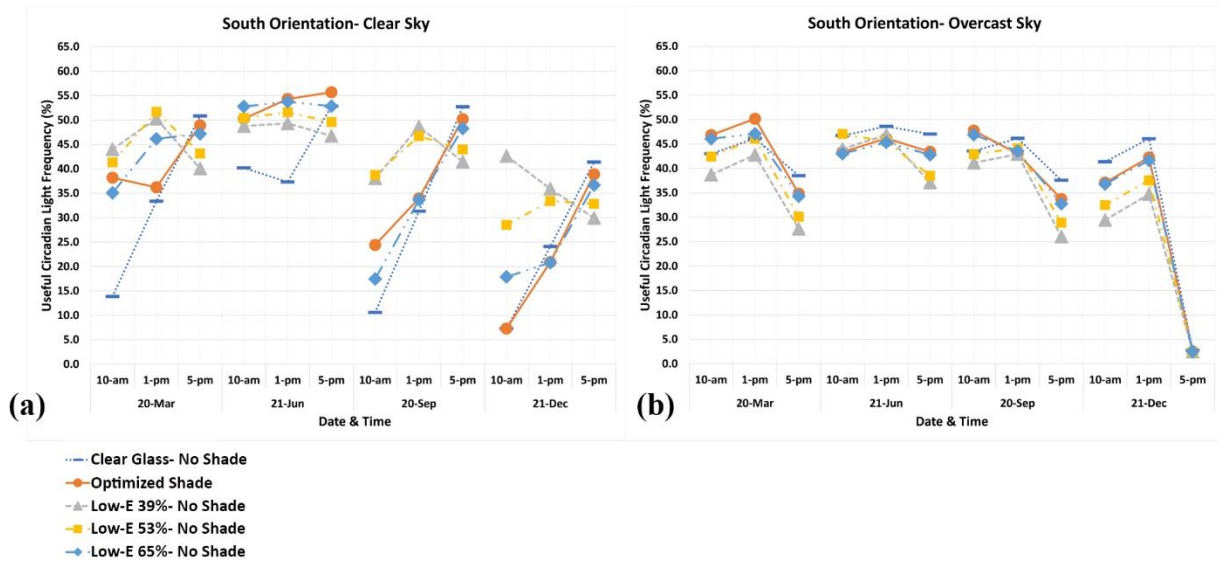 South Orientation- Clear Sky
Useful Circadian Light Frequency (%)
65.0
60.0
55.0
50.0
45.0
40.0
35.0
30.0
25.0
20.0
15.0
10.0
5.0
0.0
10-am 1-pm 5-pm 10-am 1-pm 5-pm 10-am 1-pm 5-pm 10-am 1-pm 5-pm
20-Mar 21-Jun 20-Sep 21-Dec
Date & Time
(a)
South Orientation- Overcast Sky
Useful Circadian Light Frequency (%)
65.0
60.0
55.0
50.0
45.0
40.0
35.0
30.0
25.0
20.0
15.0
10.0
5.0
0.0
10-am 1-pm 5-pm 10-am 1-pm 5-pm 10-am 1-pm 5-pm 10-am 1-pm 5-pm
20-Mar 21-Jun 20-Sep 21-Dec
Date & Time
(b)
Clear Glass- No Shade
Optimized Shade
Low-E 39%- No Shade
Low-E 53%- No Shade
Low-E 65%- No Shade